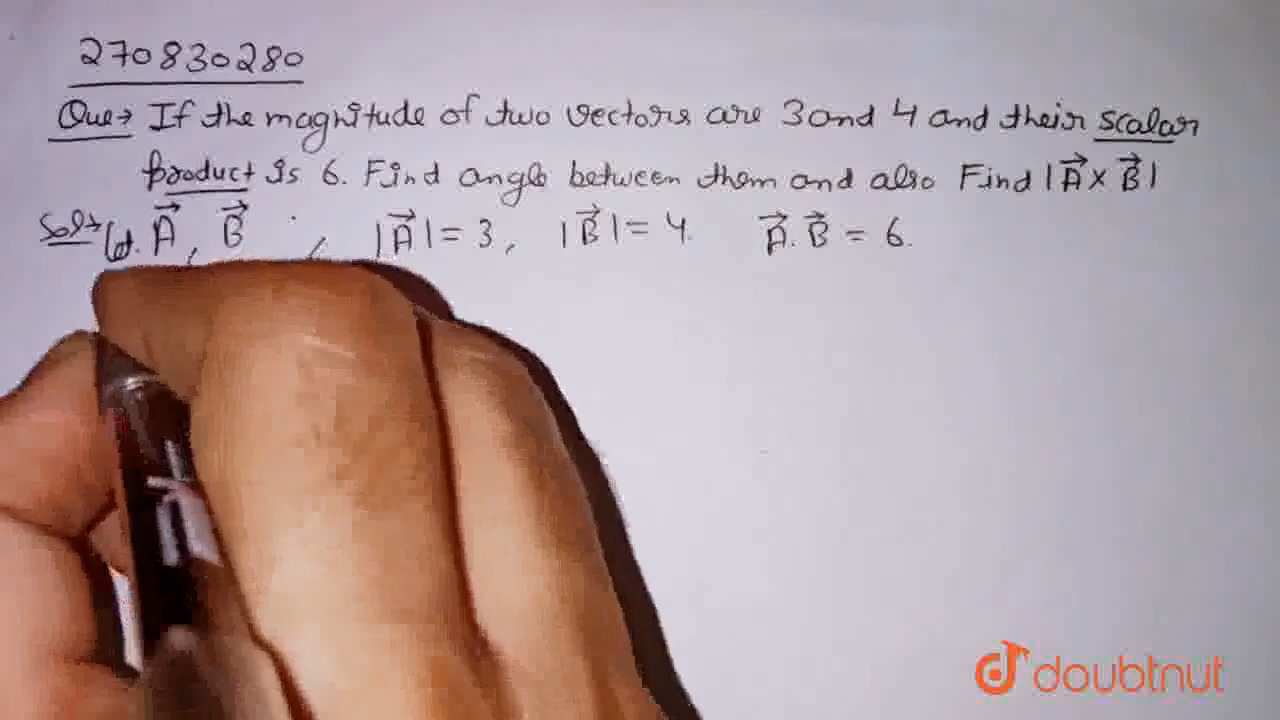 270830280
Que→ If the magnitude of two vectors are 3 and 4 and their scalar
product is 6. Find angle between them and also Find |A⃗ × B⃗|
Sol→ let. A⃗, B⃗ |A⃗| = 3, |B⃗| = 4 A⃗.B⃗ = 6.
doubtnut